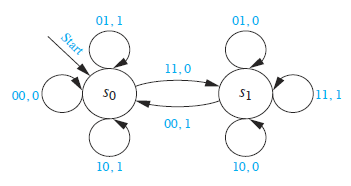 01, 1
01, 0
Start
11, 0
00, 0
s0
s1
11, 1
00, 1
10, 1
10, 0